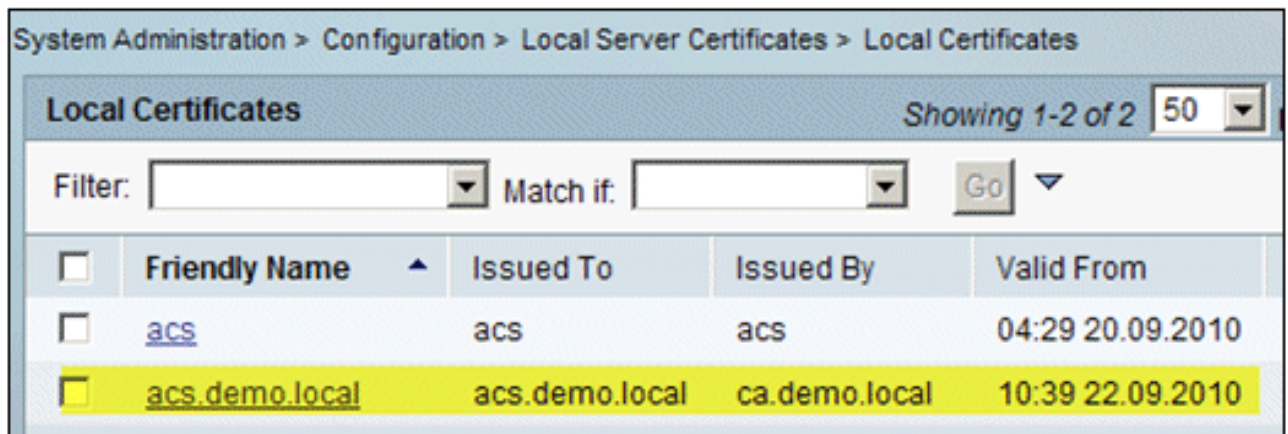 System Administration > Configuration > Local Server Certificates > Local Certificates
Local Certificates Showing 1-2 of 2 50
Filter: Match if: Go
Friendly Name Issued To Issued By Valid From
acs acs acs 04:29 20.09.2010
acs.demo.local acs.demo.local ca.demo.local 10:39 22.09.2010